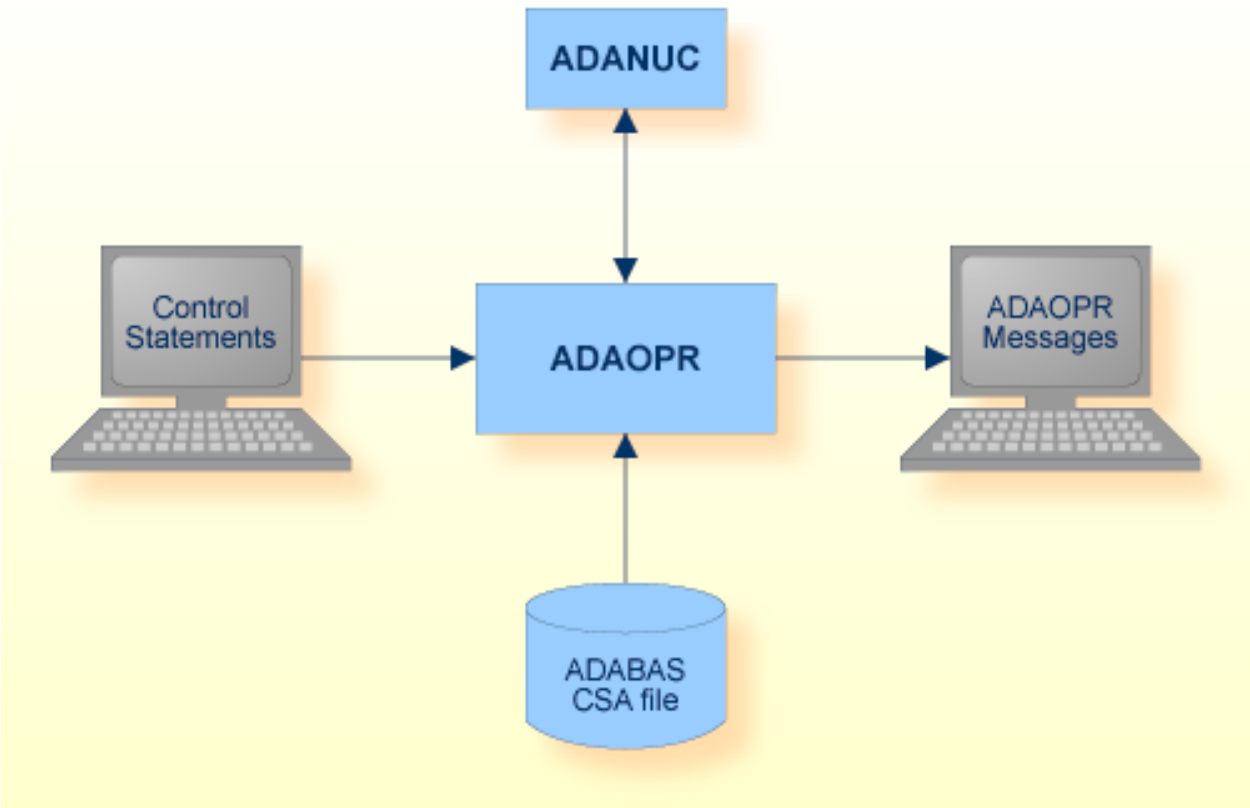 ADANUC
Control
Statements
ADAOPR
ADAOPR
Messages
ADABAS
CSA file